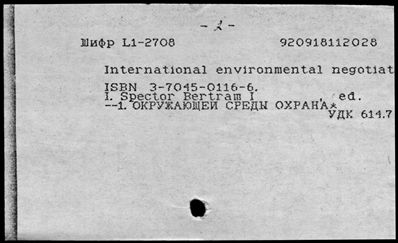 - 2 -
Шифр L1-2708 920918112028
International environmental negotiat
ISBN 3-7045-0116-6.
1. Spector Bertram I , ed.
--1. ОКРУЖАЮЩЕЙ СРЕДЫ ОХРАНА*
УДК 614.7